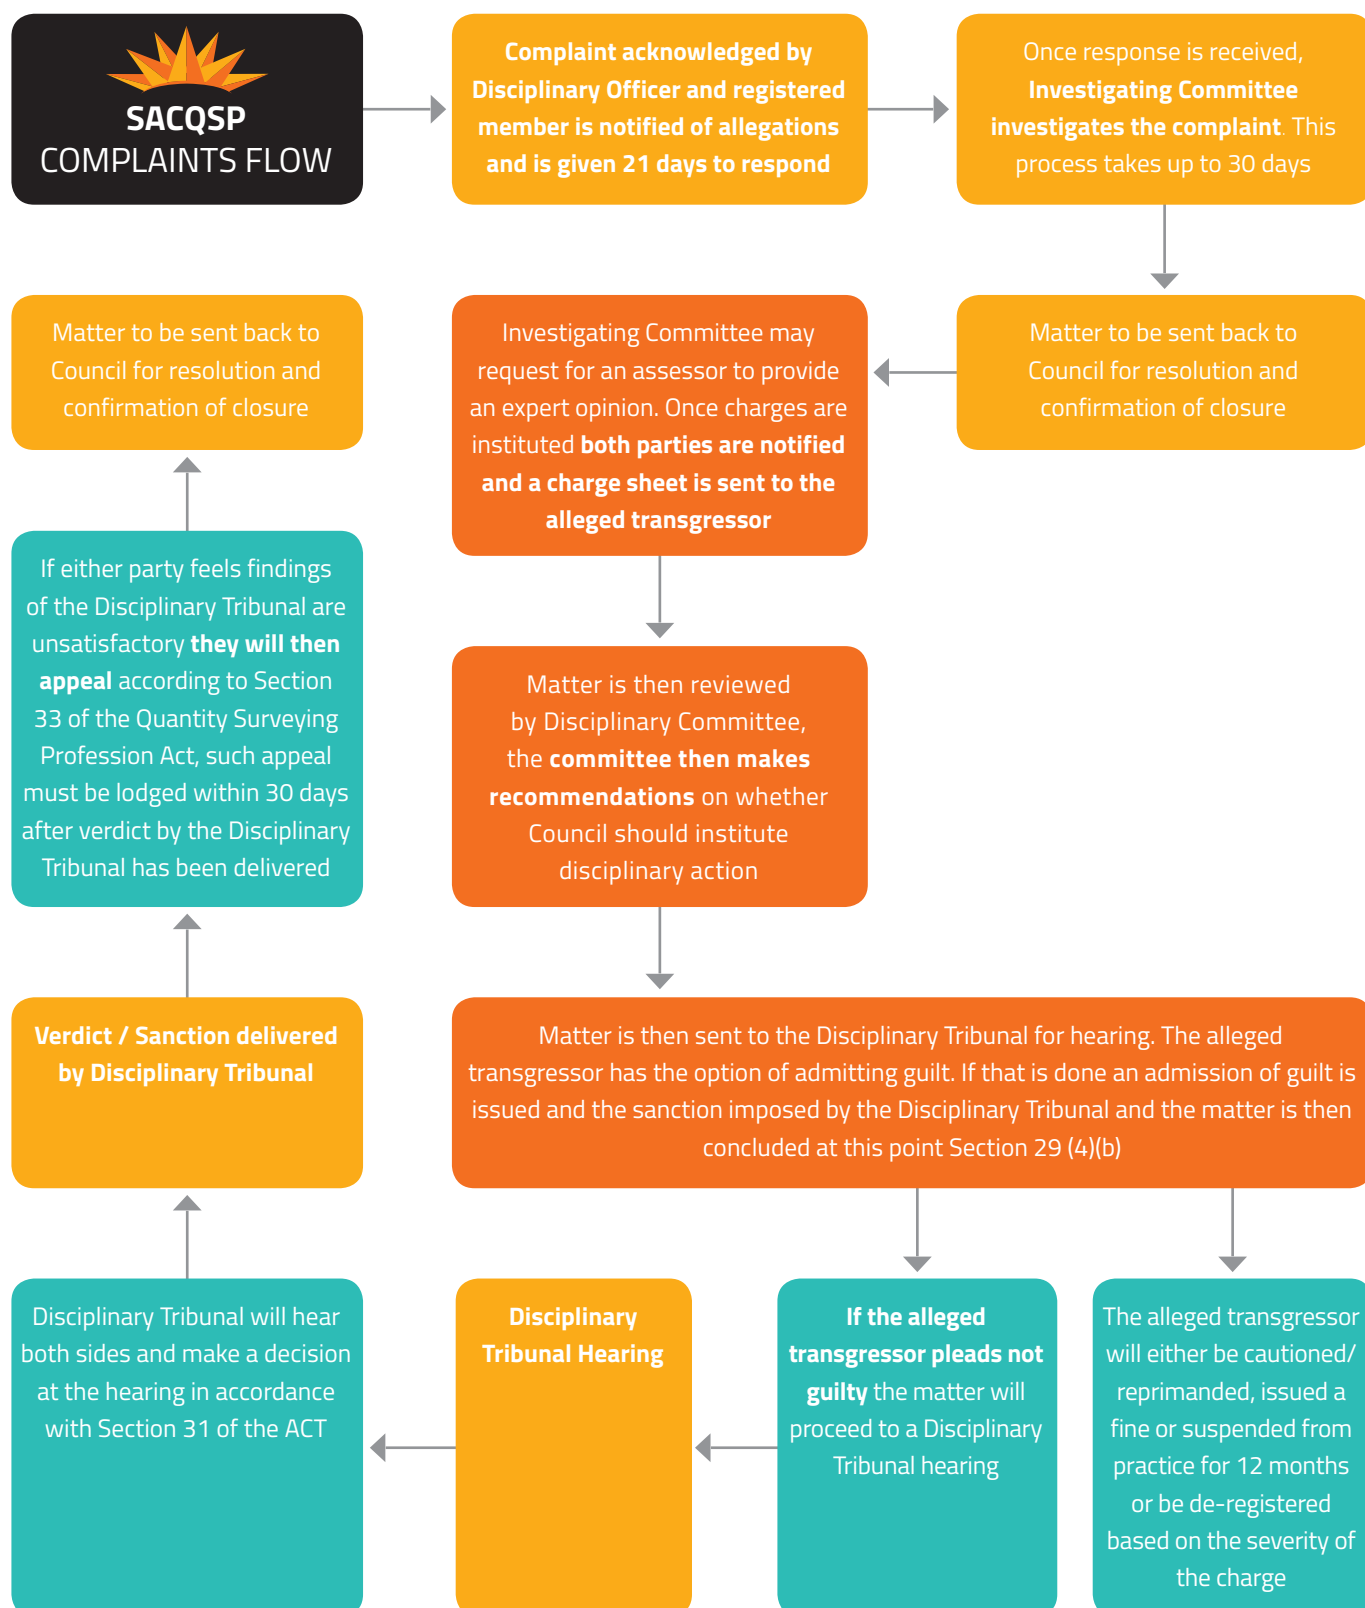 SACQSP
COMPLAINTS FLOW
Complaint acknowledged by
Disciplinary Officer and registered
member is notified of allegations
and is given 21 days to respond
Once response is received,
Investigating Committee
investigates the complaint. This
process takes up to 30 days
Matter to be sent back to
Council for resolution and
confirmation of closure
Investigating Committee may
request for an assessor to provide
an expert opinion. Once charges are
instituted both parties are notified
and a charge sheet is sent to the
alleged transgressor
Matter is then reviewed
by Disciplinary Committee,
the committee then makes
recommendations on whether
Council should institute
disciplinary action
Matter is then sent to the Disciplinary Tribunal for hearing. The alleged
transgressor has the option of admitting guilt. If that is done an admission of guilt is
issued and the sanction imposed by the Disciplinary Tribunal and the matter is then
concluded at this point Section 29 (4)(b)
The alleged transgressor
will either be cautioned/
reprimanded, issued a
fine or suspended from
practice for 12 months
or be de-registered
based on the severity of
the charge
If the alleged
transgressor pleads not
guilty the matter will
proceed to a Disciplinary
Tribunal hearing
Disciplinary
Tribunal Hearing
Disciplinary Tribunal will hear
both sides and make a decision
at the hearing in accordance
with Section 31 of the ACT
Verdict / Sanction delivered
by Disciplinary Tribunal
If either party feels findings
of the Disciplinary Tribunal are
unsatisfactory they will then
appeal according to Section
33 of the Quantity Surveying
Profession Act, such appeal
must be lodged within 30 days
after verdict by the Disciplinary
Tribunal has been delivered
Matter to be sent back to
Council for resolution and
confirmation of closure